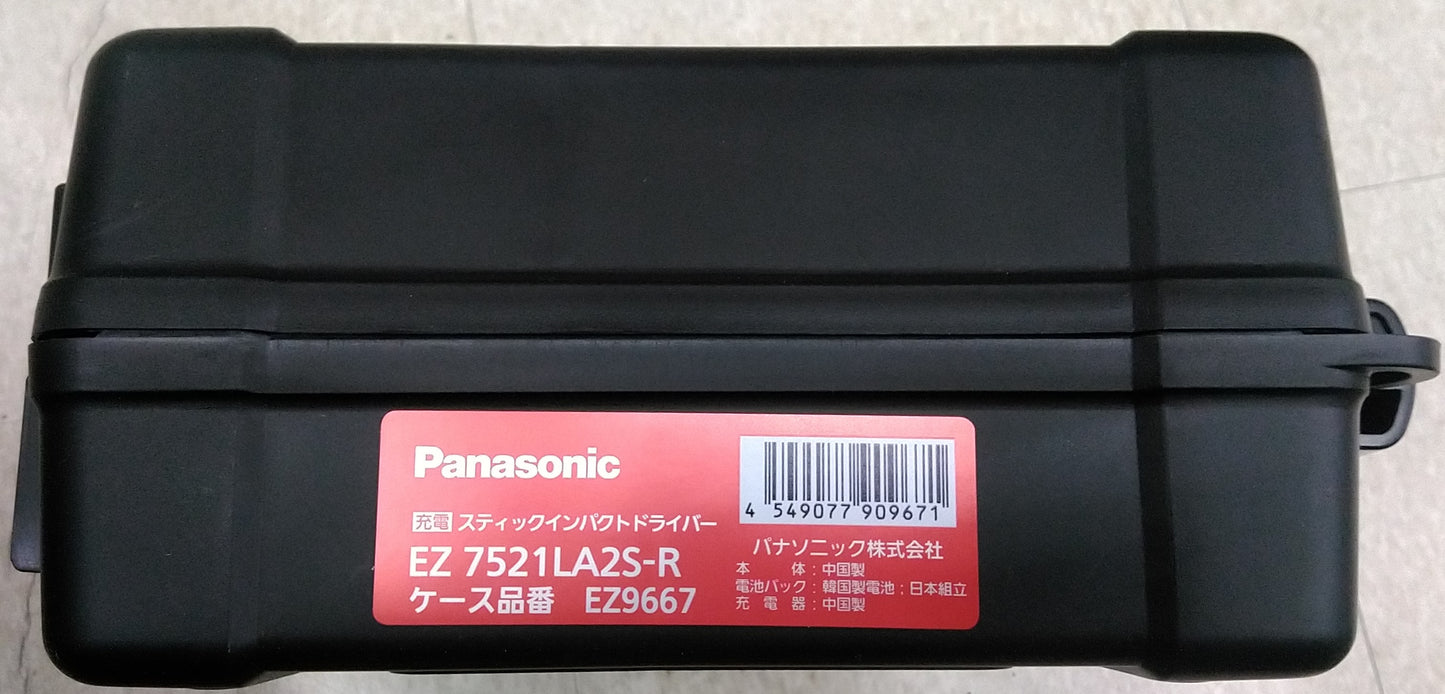 Panasonic
充電 スティックインパクトドライバー
EZ 7521LA2S-R
ケース品番 EZ9667
4 549077 909671
パナソニック株式会社
本 体 : 中国製
電池パック : 韓国製電池 ; 日本組立
充 電 器 : 中国製